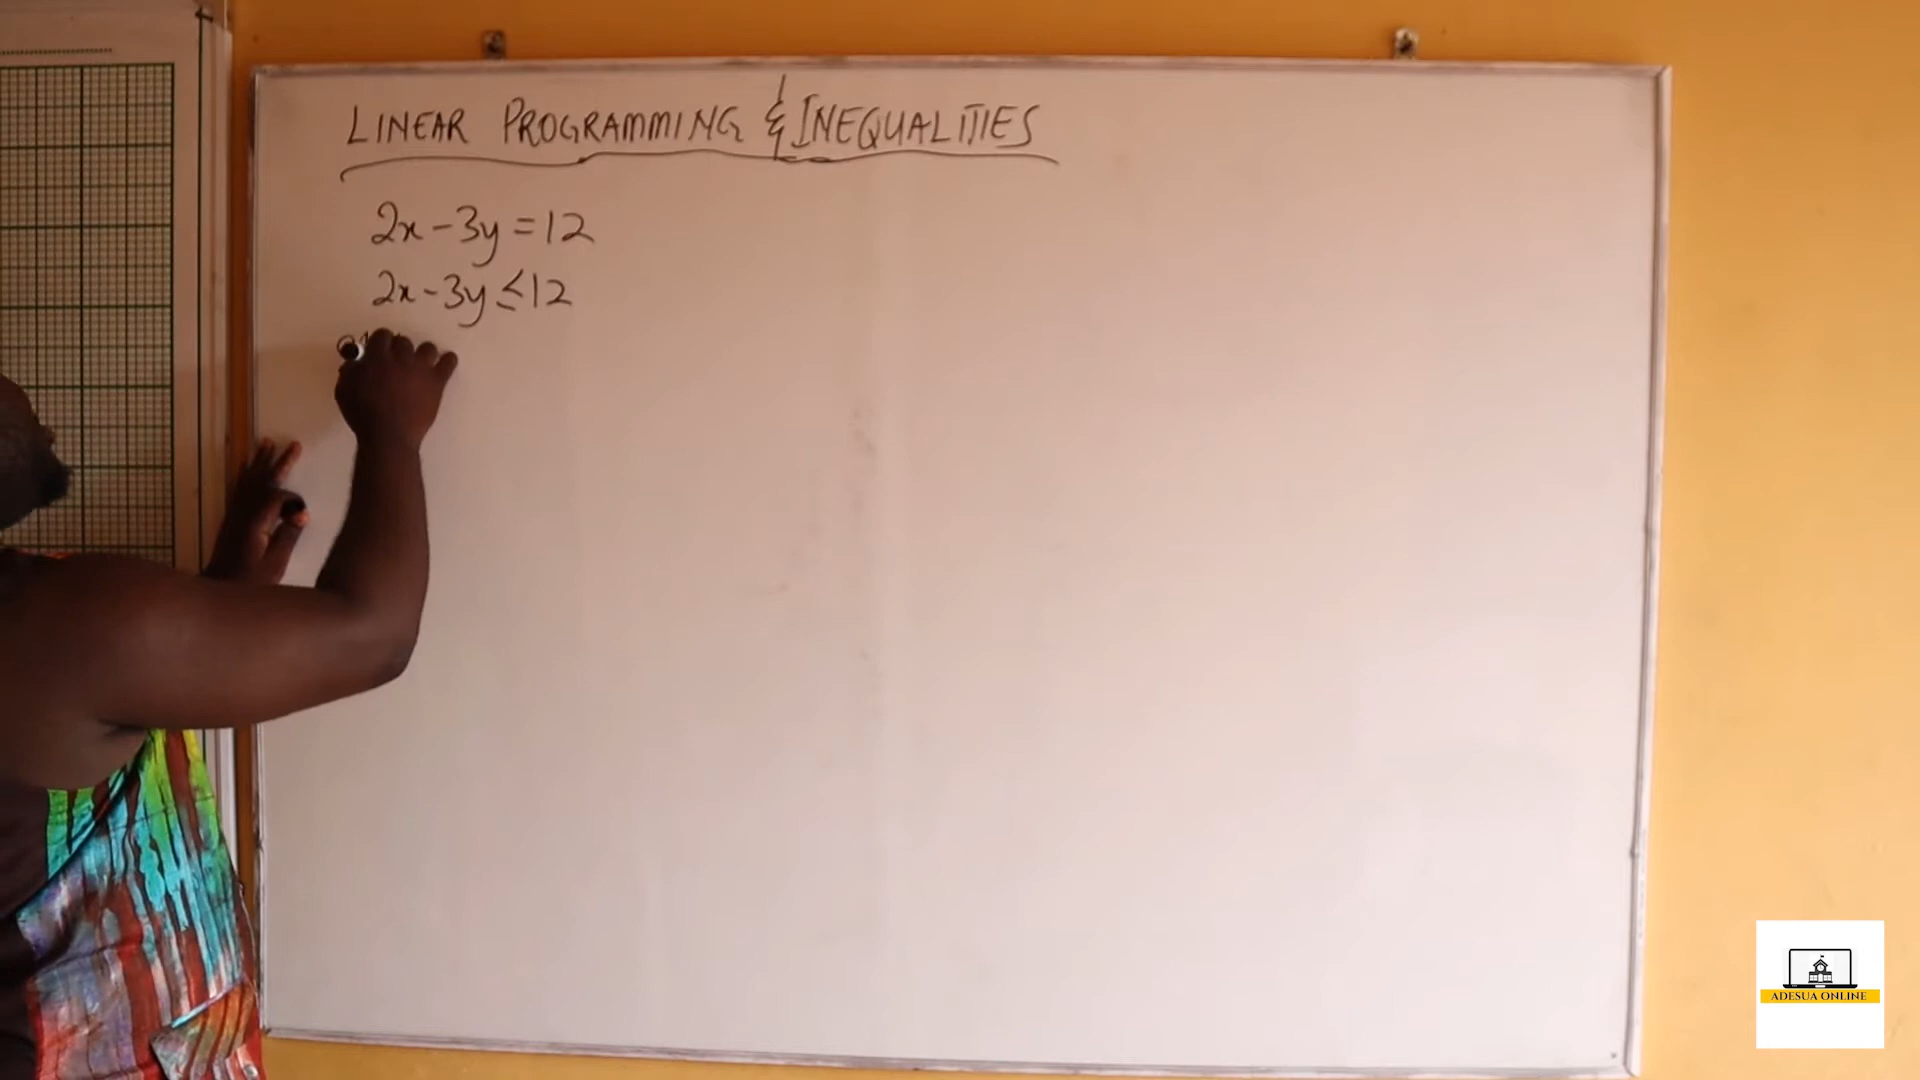 LINEAR PROGRAMMING & INEQUALITIES
2x - 3y = 12
2x - 3y ≤ 12
ADESUA ONLINE